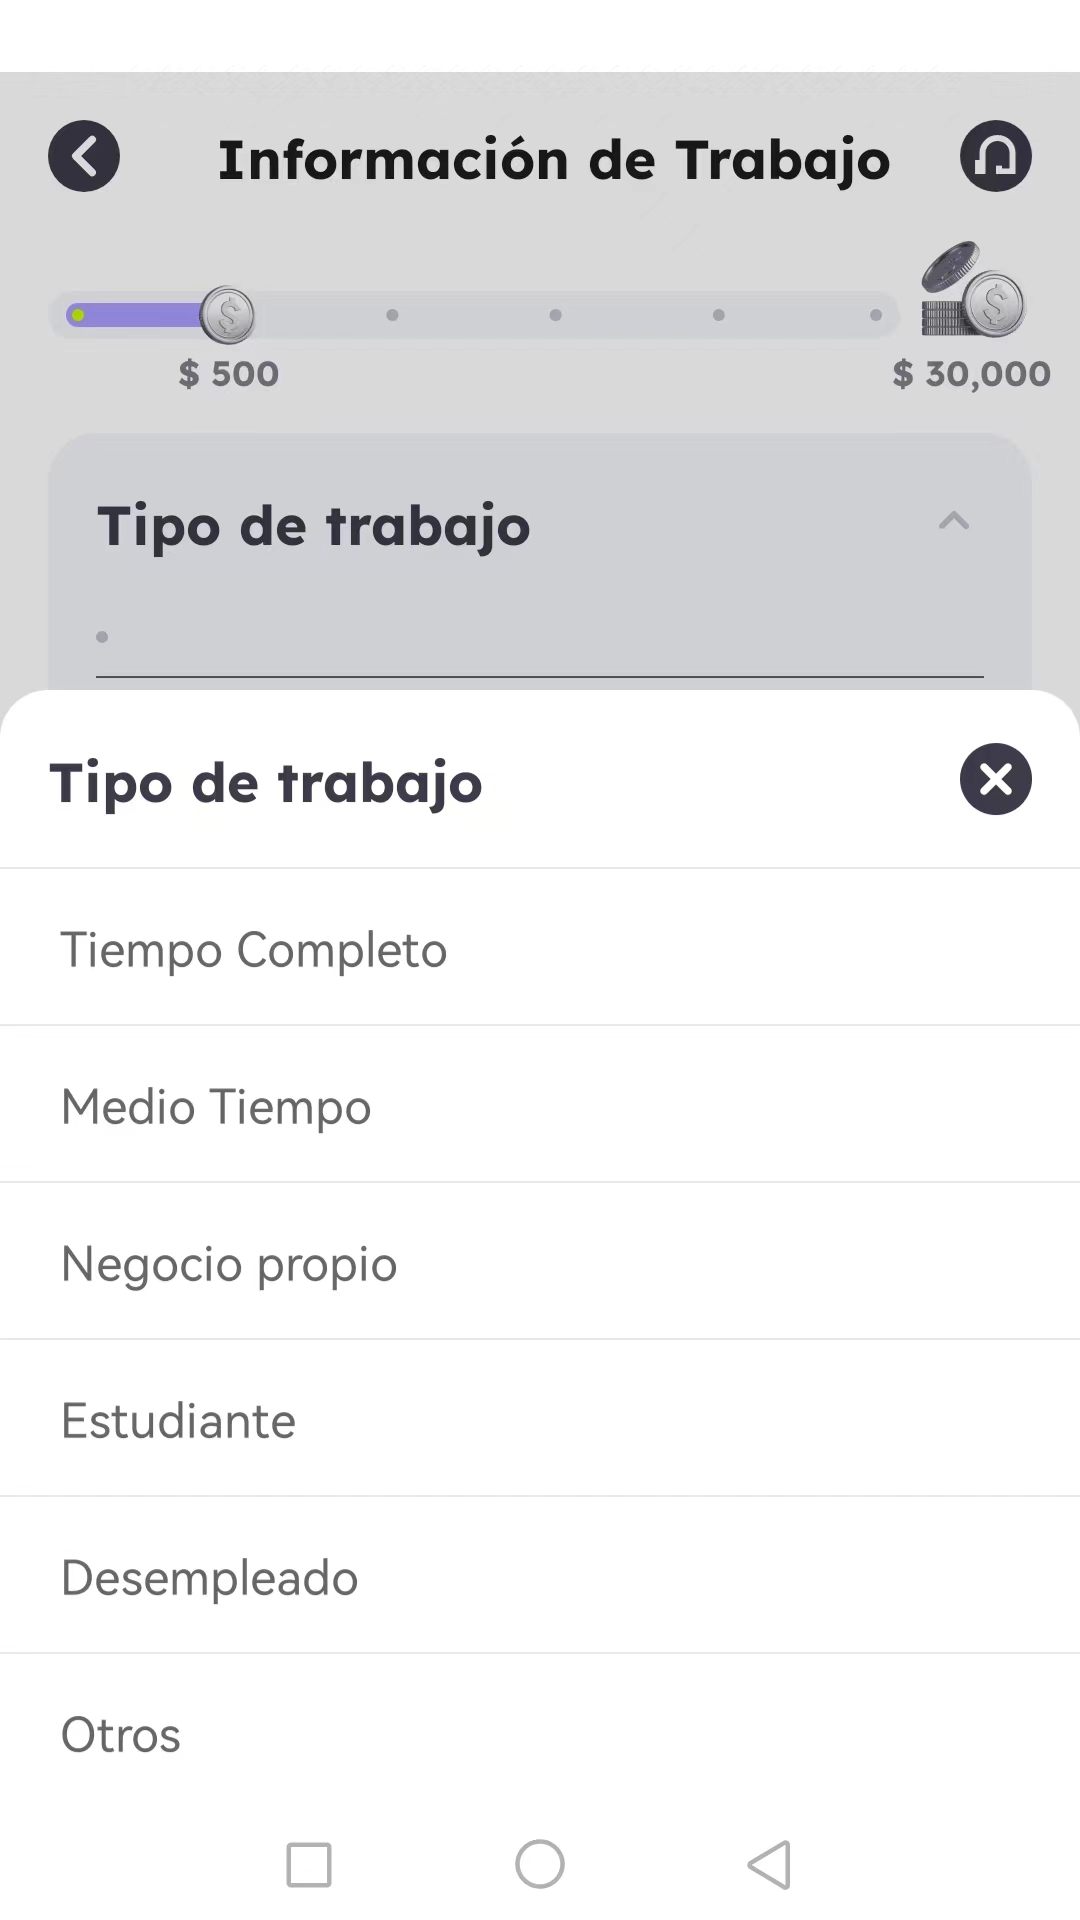 Información de Trabajo
$ 500
$ 30,000
Tipo de trabajo
Tipo de trabajo
Tiempo Completo
Medio Tiempo
Negocio propio
Estudiante
Desempleado
Otros